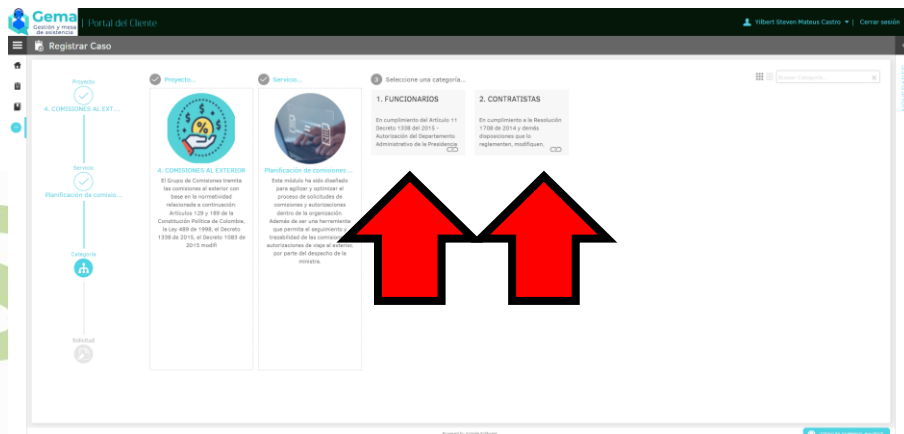 Gema
Gestión y mesa
de asistencia
| Portal del Cliente
Yilbert Steven Mateus Castro | Cerrar sesión
Registrar Caso
Proyecto
4. COMISIONES AL EXT...
Servicio
Planificación de comisio...
Categoría
Solicitud
Proyecto...
4. COMISIONES AL EXTERIOR
El Grupo de Comisiones tramita
las comisiones al exterior con
base en la normatividad
relacionada a continuación:
Artículos 129 y 189 de la
Constitución Política de Colombia,
la Ley 489 de 1998, el Decreto
1338 de 2015, el Decreto 1083 de
2015 modifi
Servicio...
Planificación de comisiones ...
Este módulo ha sido diseñado
para agilizar y optimizar el
proceso de solicitudes de
comisiones y autorizaciones
dentro de la organización.
Además de ser una herramienta
que permita el seguimiento y
trazabilidad de las comisiones
autorizaciones de viaje al exterior,
por parte del despacho de la
ministra.
3 Seleccione una categoría...
1. FUNCIONARIOS
En cumplimiento del Artículo 11
Decreto 1338 del 2015 -
Autorización del Departamento
Administrativo de la Presidencia
2. CONTRATISTAS
En cumplimiento a la Resolución
1708 de 2014 y demás
disposiciones que lo
reglamenten, modifiquen,
Buscar Categoría...